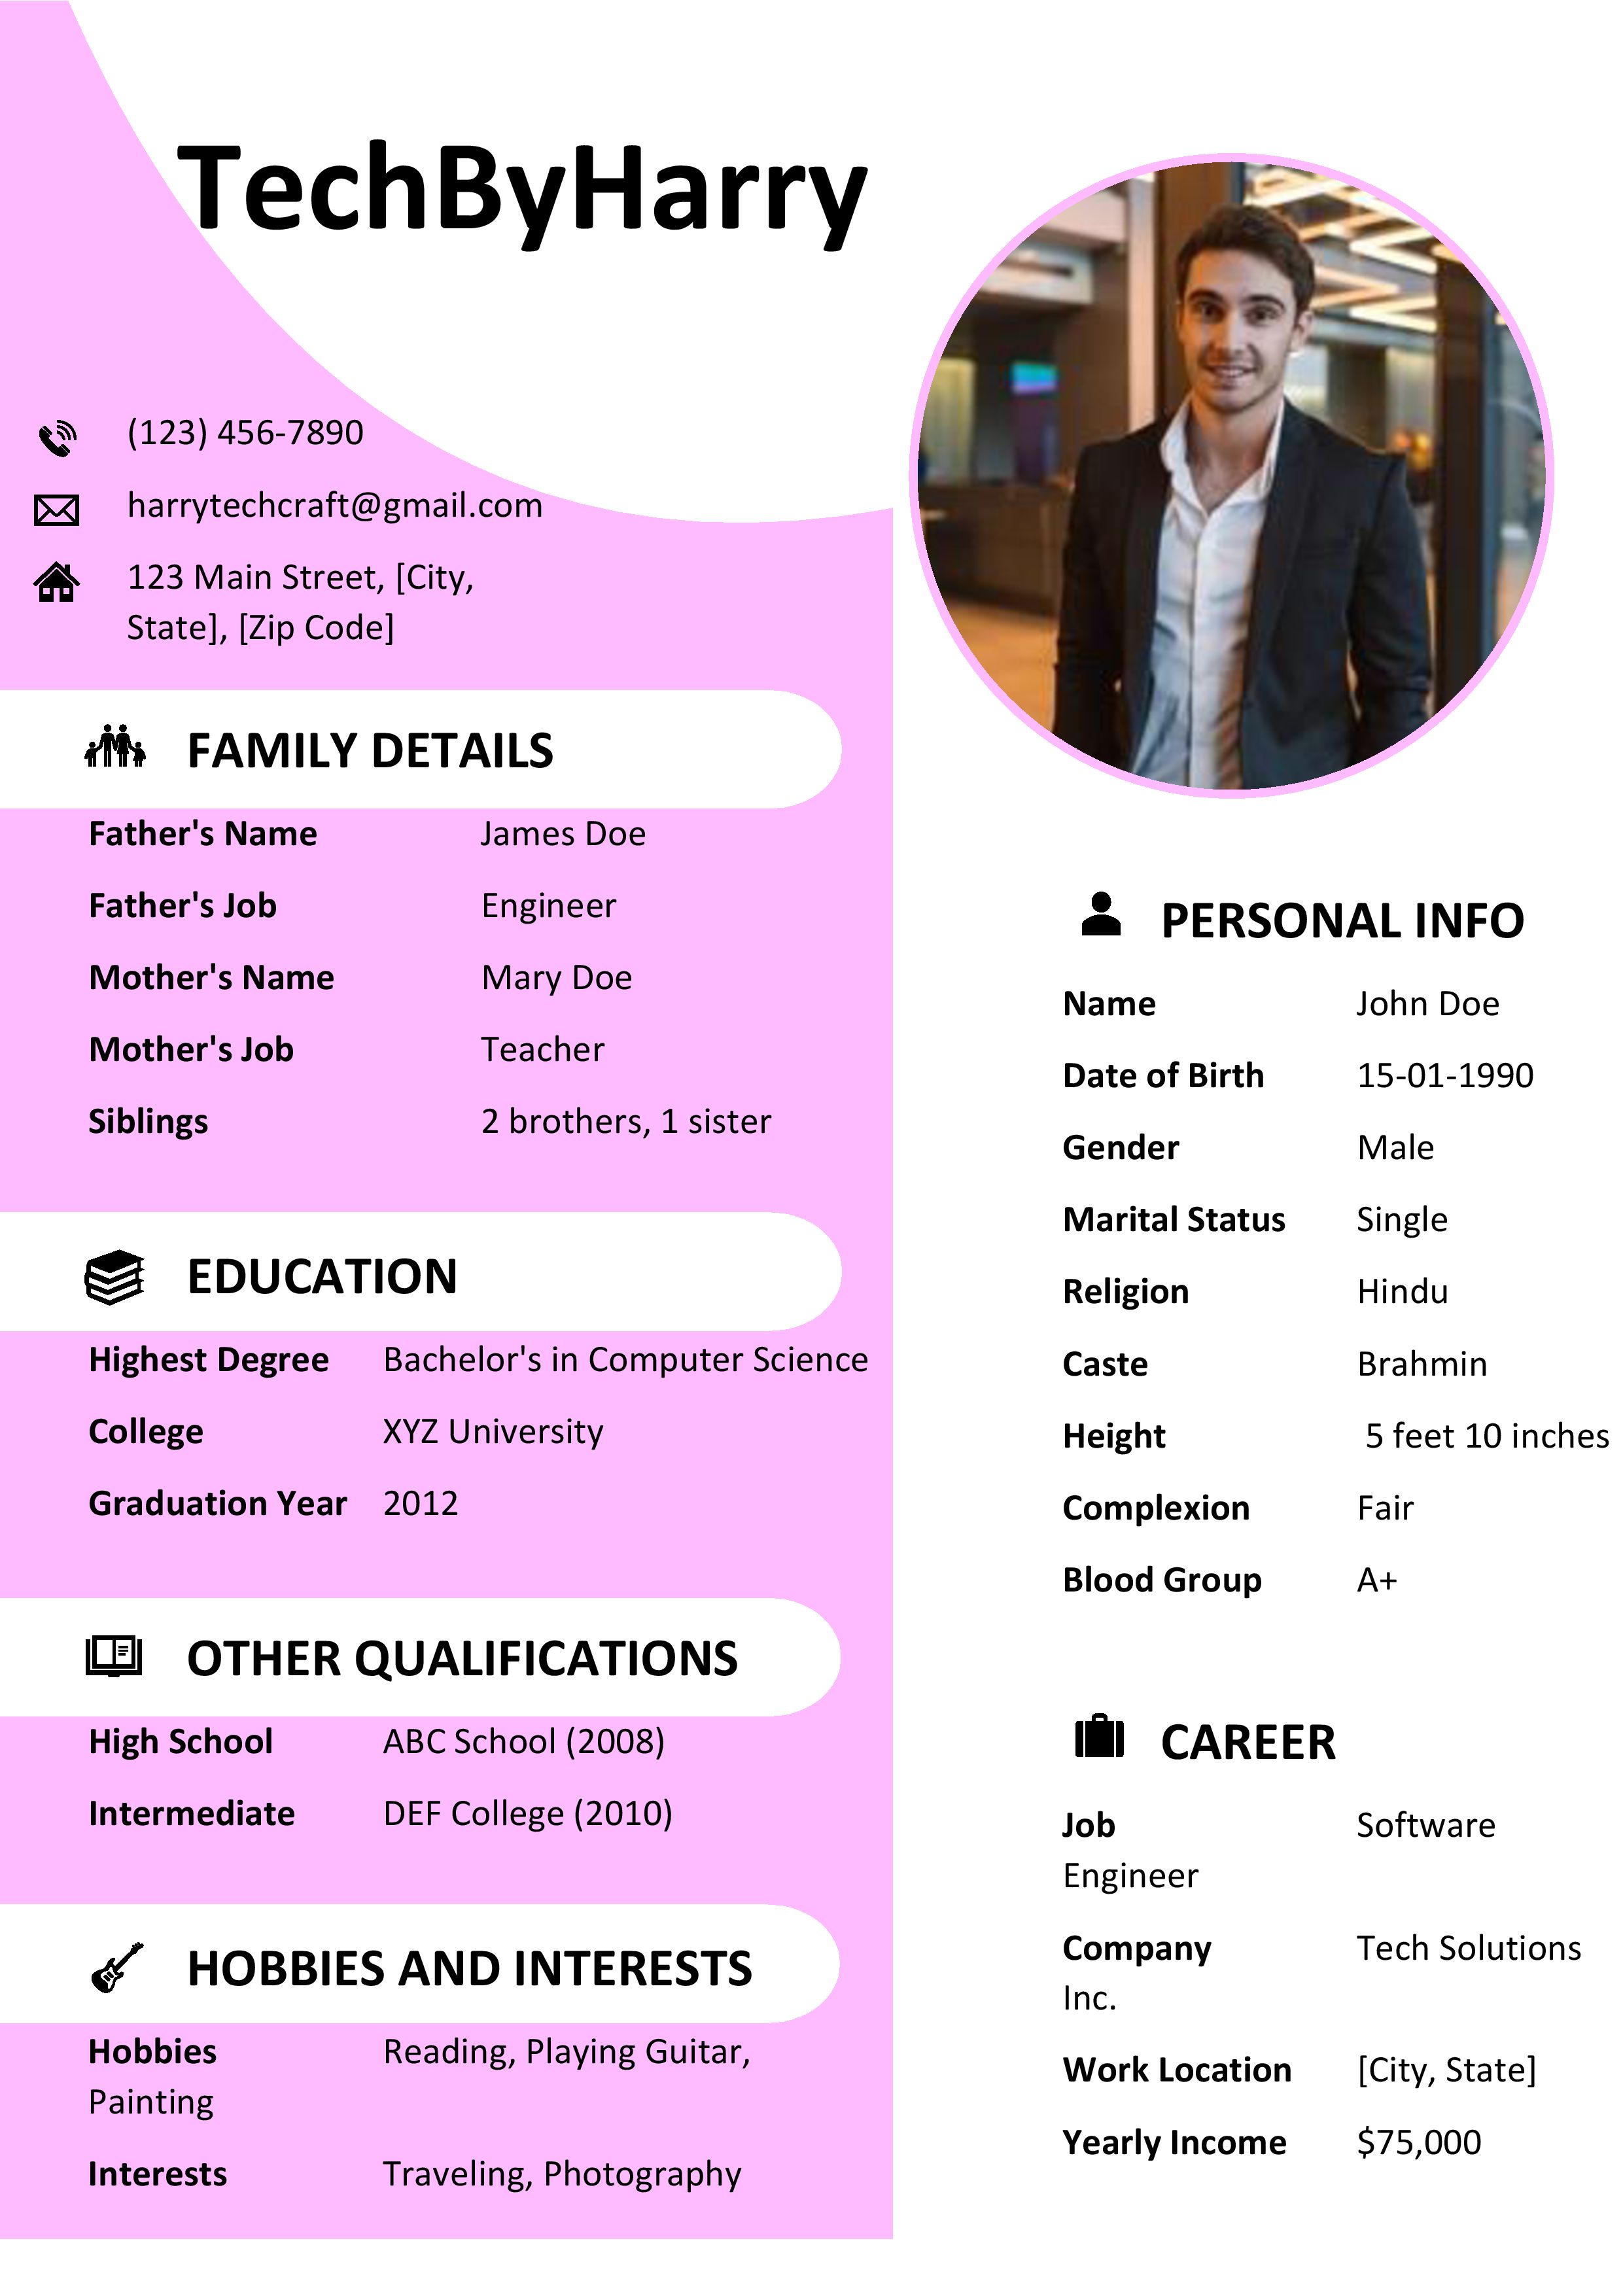 TechByHarry
(123) 456-7890
harrytechcraft@gmail.com
123 Main Street, [City,
State], [Zip Code]
FAMILY DETAILS
Father's Name James Doe
Father's Job Engineer
Mother's Name Mary Doe
Mother's Job Teacher
Siblings 2 brothers, 1 sister
EDUCATION
Highest Degree Bachelor's in Computer Science
College XYZ University
Graduation Year 2012
OTHER QUALIFICATIONS
High School ABC School (2008)
Intermediate DEF College (2010)
HOBBIES AND INTERESTS
Hobbies Reading, Playing Guitar,
Painting
Interests Traveling, Photography
PERSONAL INFO
Name John Doe
Date of Birth 15-01-1990
Gender Male
Marital Status Single
Religion Hindu
Caste Brahmin
Height 5 feet 10 inches
Complexion Fair
Blood Group A+
CAREER
Job Software
Engineer
Company Tech Solutions
Inc.
Work Location [City, State]
Yearly Income $75,000